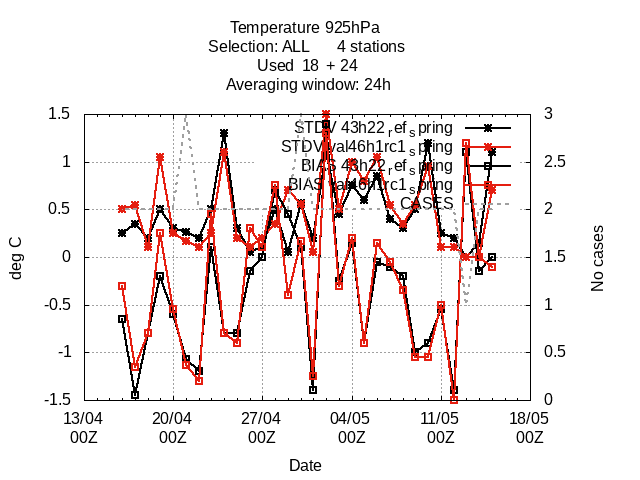 Temperature 925hPa
Selection: ALL 4 stations
Used 18 + 24
Averaging window: 24h
STDV 43h22_ref_spring
STDV val46h1rc1_spring
BIAS 43h22_ref_spring
BIAS val46h1rc1_spring
CASES
1.5
1
0.5
0
-0.5
-1
-1.5
deg C
3
2.5
2
1.5
1
0.5
0
No cases
13/04 20/04 27/04 04/05 11/05 18/05
00Z 00Z 00Z 00Z 00Z 00Z
Date